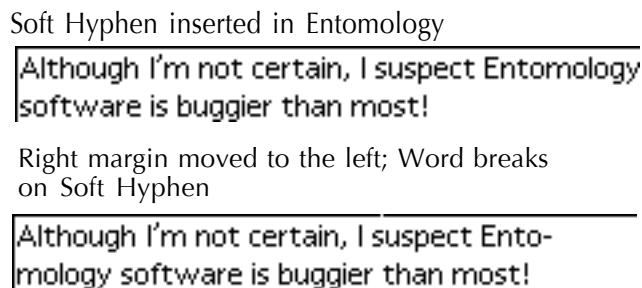 Soft Hyphen inserted in Entomology
Although I'm not certain, I suspect Entomology
software is buggier than most!
Right margin moved to the left; Word breaks
on Soft Hyphen
Although I'm not certain, I suspect Ento-
mology software is buggier than most!